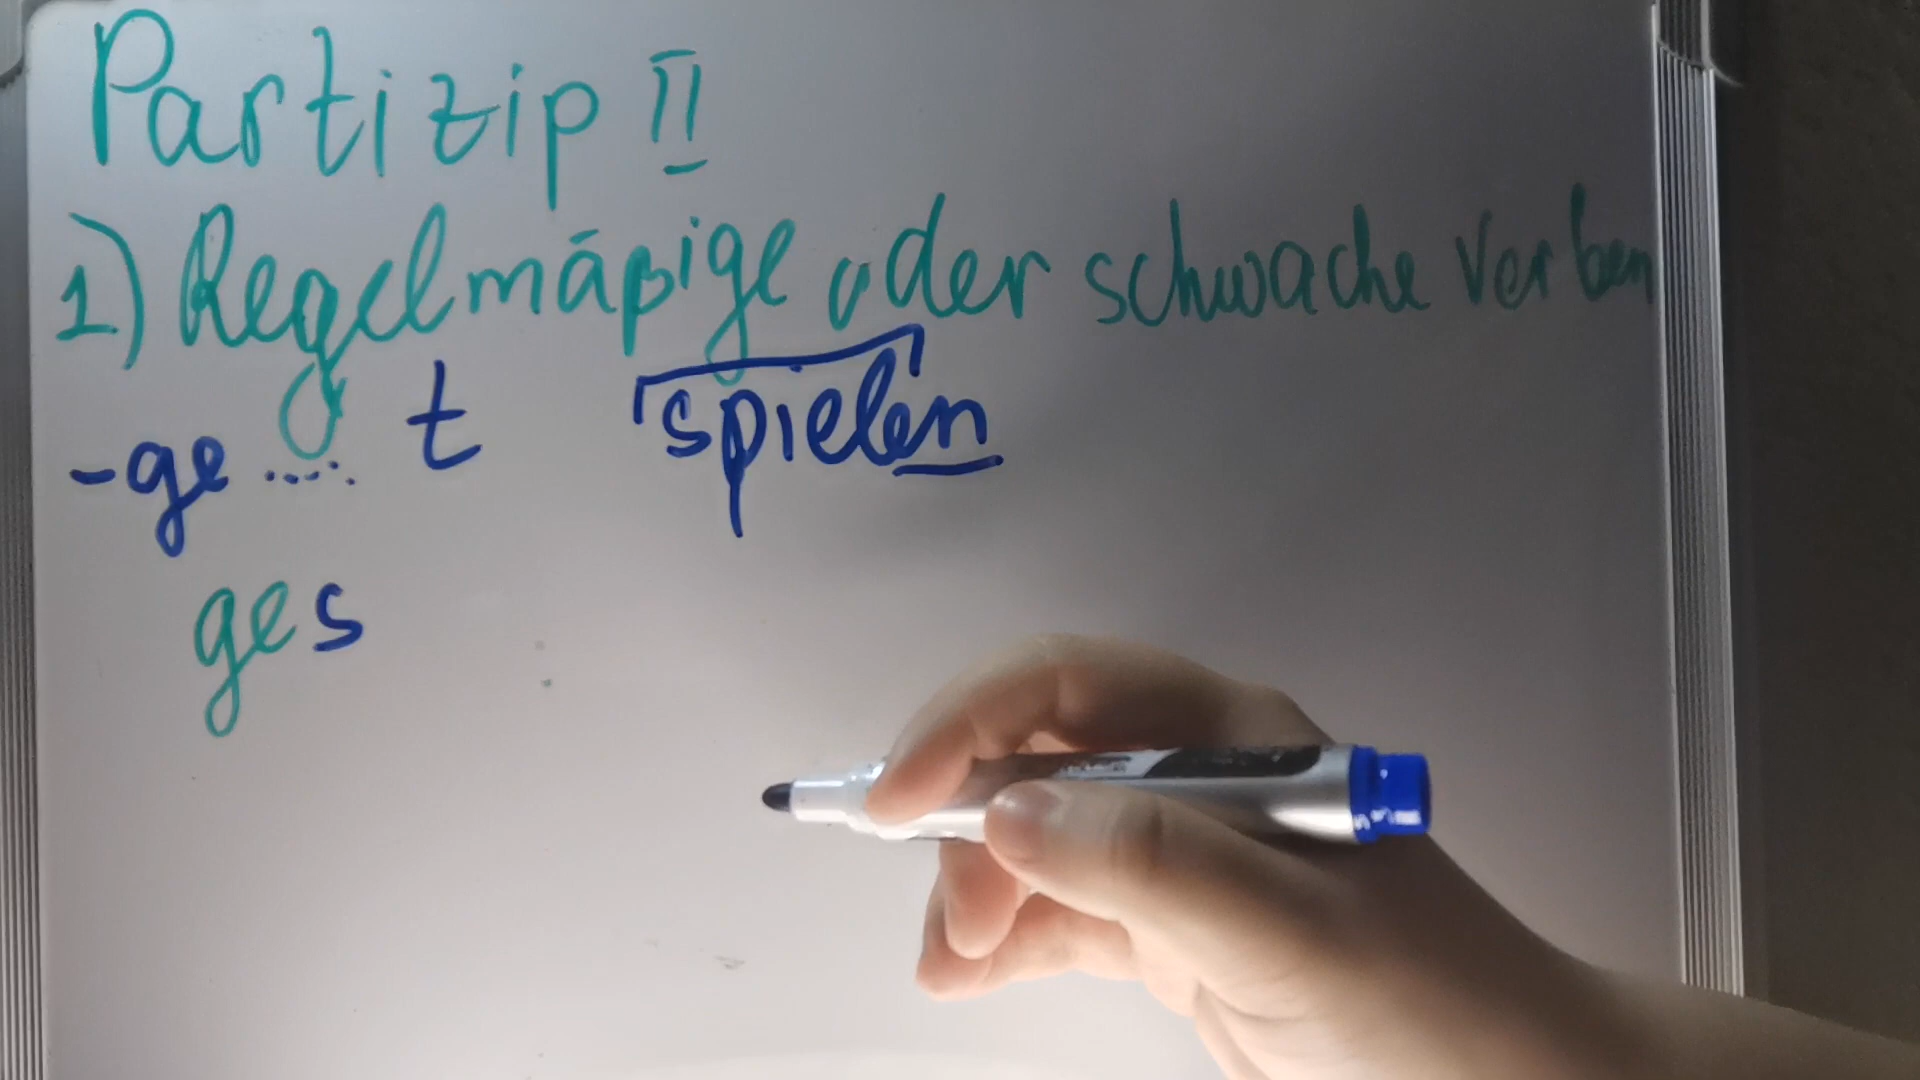 Partizip II
1) Regelmäßige oder schwache Verben
-ge .... t spielen
ges